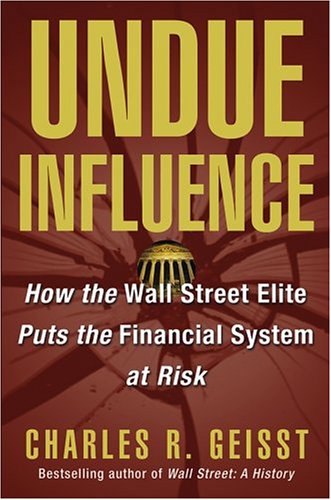 UNDUE
INFLUENCE
How the Wall Street Elite
Puts the Financial System
at Risk
CHARLES R. GEISST
Bestselling author of Wall Street: A History